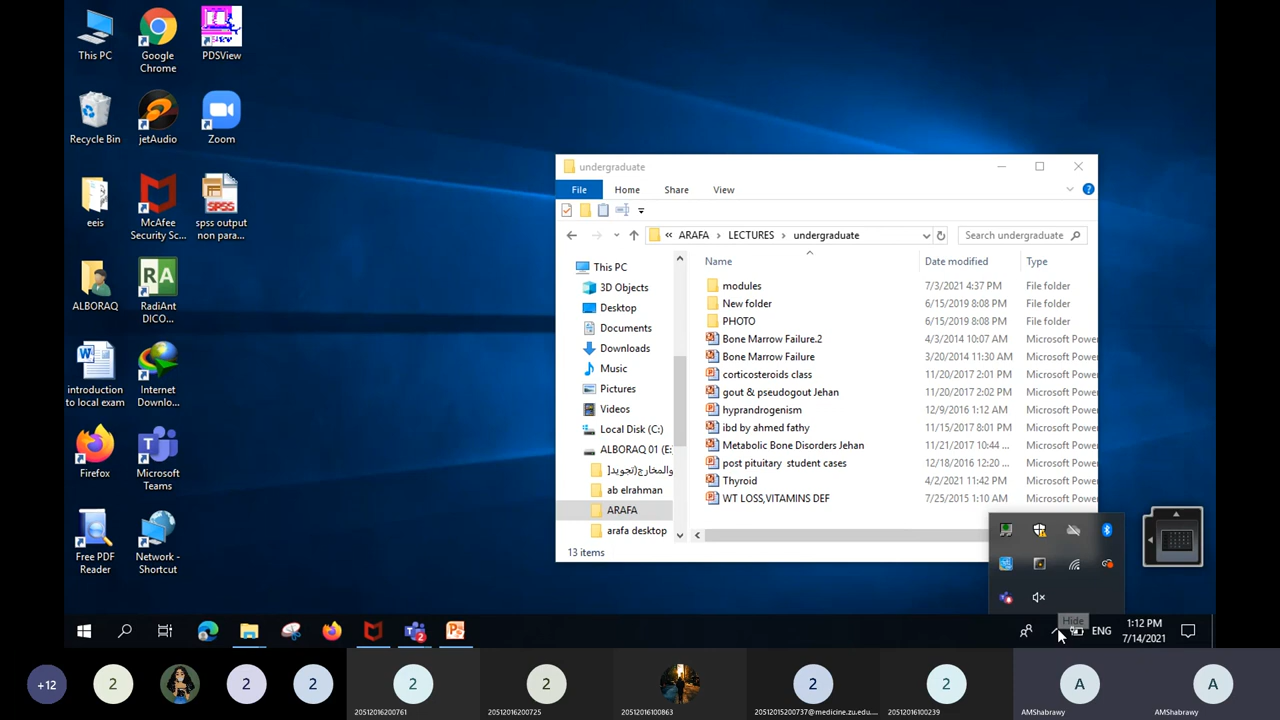 This PC
Google
Chrome
PDSView
Recycle Bin
jetAudio
Zoom
eeis
McAfee
Security Sc...
spss output
non para...
SPSS
ALBORAQ
RA
DI
RadiAnt
DICO...
introduction
to local exam
Internet
Downlo...
Firefox
Microsoft
Teams
Free PDF
Reader
Network -
Shortcut
undergraduate
File Home Share View
« ARAFA > LECTURES > undergraduate
Search undergraduate
This PC
3D Objects
Desktop
Documents
Downloads
Music
Pictures
Videos
Local Disk (C:)
ALBORAQ 01 (E:
والمخارج(تجويد[
ab elrahman
ARAFA
arafa desktop
Name Date modified Type
modules 7/3/2021 4:37 PM File folder
New folder 6/15/2019 8:08 PM File folder
PHOTO 6/15/2019 8:08 PM File folder
Bone Marrow Failure.2 4/3/2014 10:07 AM Microsoft Power
Bone Marrow Failure 3/20/2014 11:30 AM Microsoft Power
corticosteroids class 11/20/2017 2:01 PM Microsoft Power
gout & pseudogout Jehan 11/20/2017 2:02 PM Microsoft Power
hyprandrogenism 12/9/2016 1:12 AM Microsoft Power
ibd by ahmed fathy 11/15/2017 8:01 PM Microsoft Power
Metabolic Bone Disorders Jehan 11/21/2017 10:44 ... Microsoft Power
post pituitary student cases 12/18/2016 12:20 ... Microsoft Power
Thyroid 4/2/2021 11:42 PM Microsoft Power
WT LOSS,VITAMINS DEF 7/25/2015 1:10 AM Microsoft Power
13 items
Hide
ENG
1:12 PM
7/14/2021
2
+12
2
2
2
2
20512016200761
2
20512016200725
20512016100863
2
20512015200737@medicine.zu.edu....
2
20512016100239
A
AMShabrawy
A
AMShabrawy